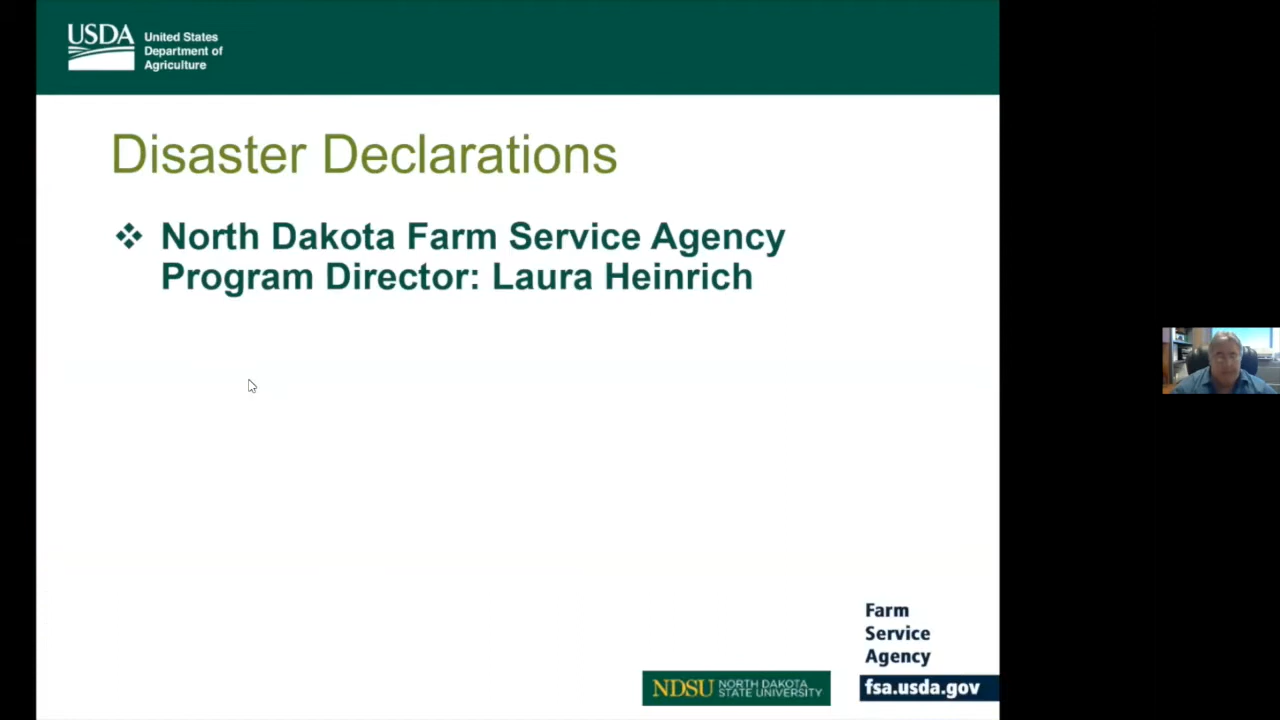 USDA
United States
Department of
Agriculture
Disaster Declarations
❖ North Dakota Farm Service Agency
Program Director: Laura Heinrich
Farm
Service
Agency
fsa.usda.gov
NDSU NORTH DAKOTA
STATE UNIVERSITY